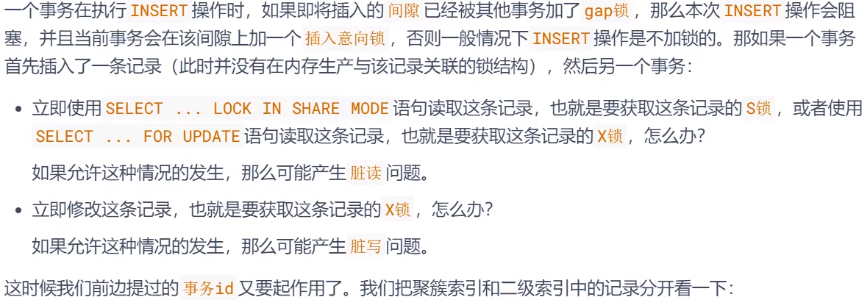 一个事务在执行 INSERT 操作时，如果即将插入的 间隙 已经被其他事务加了 gap锁 ，那么本次 INSERT 操作会阻
塞，并且当前事务会在该间隙上加一个 插入意向锁 ，否则一般情况下 INSERT 操作是不加锁的。那如果一个事务
首先插入了一条记录（此时并没有在内存生产与该记录关联的锁结构），然后另一个事务：
• 立即使用 SELECT ... LOCK IN SHARE MODE 语句读取这条记录，也就是要获取这条记录的 S锁 ，或者使用
SELECT ... FOR UPDATE 语句读取这条记录，也就是要获取这条记录的 X锁 ，怎么办？
如果允许这种情况的发生，那么可能产生 脏读 问题。
• 立即修改这条记录，也就是要获取这条记录的 X锁 ，怎么办？
如果允许这种情况的发生，那么可能产生 脏写 问题。
这时候我们前边提过的 事务id 又要起作用了。我们把聚簇索引和二级索引中的记录分开看一下：